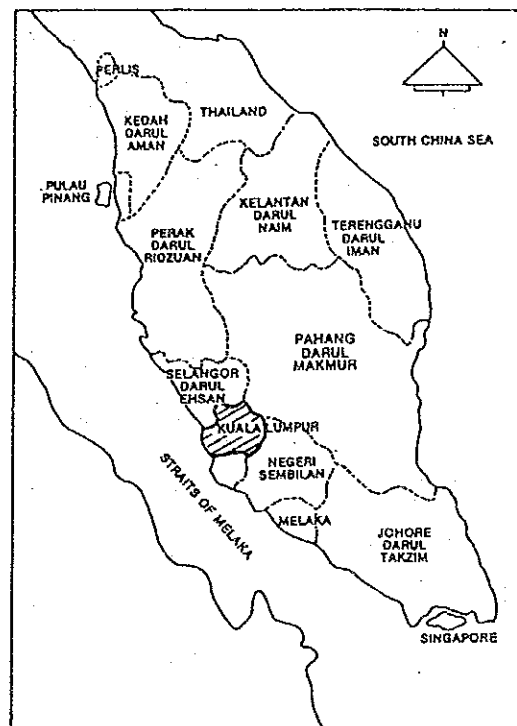 N
PERLIS
THAILAND
KEDAH
DARUL
AMAN
SOUTH CHINA SEA
PULAU
PINANG
KELANTAN
DARUL
NAIM
TERENGGANU
DARUL
IMAN
PERAK
DARUL
RIDZUAN
PAHANG
DARUL
MAKMUR
SELANGOR
DARUL
EHSAN
KUALA LUMPUR
NEGERI
SEMBILAN
STRAITS OF MELAKA
MELAKA
JOHORE
DARUL
TAKZIM
SINGAPORE